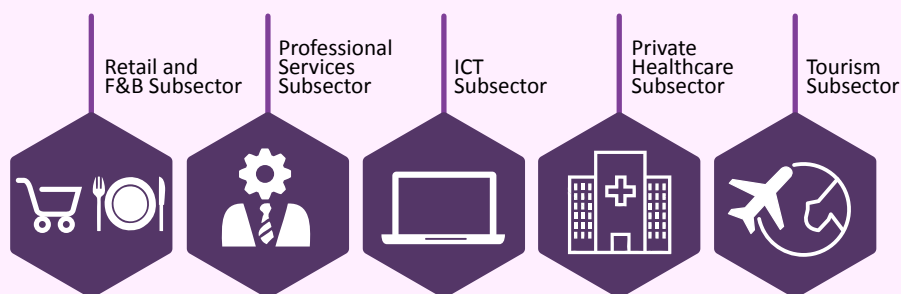 Retail and
F&B Subsector
Professional
Services
Subsector
ICT
Subsector
Private
Healthcare
Subsector
Tourism
Subsector